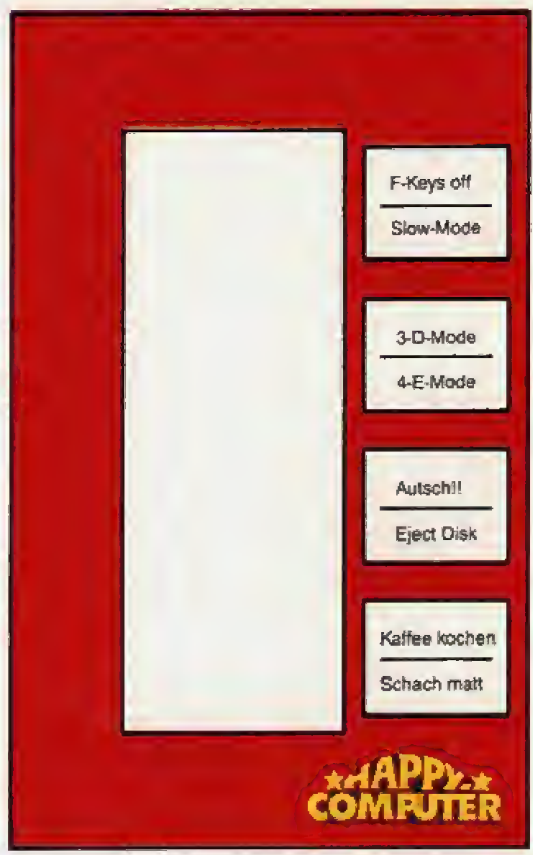 F-Keys off
Slow-Mode
3-D-Mode
4-E-Mode
Autsch!!
Eject Disk
Kaffee kochen
Schach matt
HAPPY
COMPUTER